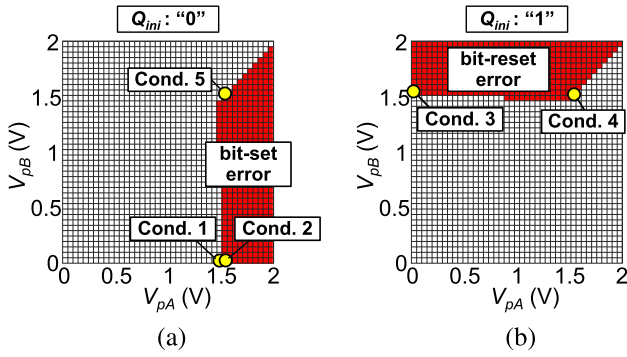 Q_ini : “0”
2
1.5
1
0.5
0
V_pB (V)
Cond. 5
bit-set
error
Cond. 1
Cond. 2
0
0.5
1
1.5
2
V_pA (V)
(a)
Q_ini : “1”
2
1.5
1
0.5
0
V_pB (V)
bit-reset
error
Cond. 3
Cond. 4
0
0.5
1
1.5
2
V_pA (V)
(b)